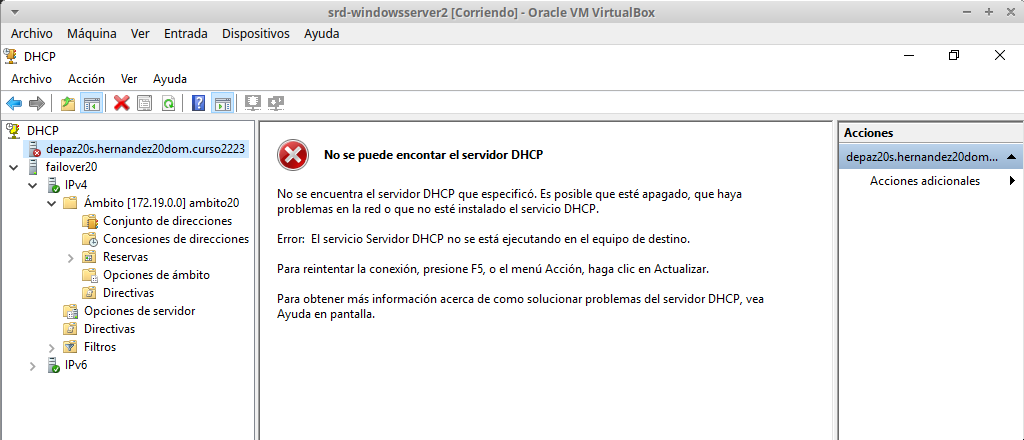 srd-windowsserver2 [Corriendo] - Oracle VM VirtualBox
Archivo Máquina Ver Entrada Dispositivos Ayuda
DHCP
Archivo Acción Ver Ayuda
DHCP
depaz20s.hernandez20dom.curso2223
failover20
IPv4
Ámbito [172.19.0.0] ambito20
Conjunto de direcciones
Concesiones de direcciones
Reservas
Opciones de ámbito
Directivas
Opciones de servidor
Directivas
Filtros
IPv6
No se puede encontar el servidor DHCP
No se encuentra el servidor DHCP que especificó. Es posible que esté apagado, que haya
problemas en la red o que no esté instalado el servicio DHCP.
Error: El servicio Servidor DHCP no se está ejecutando en el equipo de destino.
Para reintentar la conexión, presione F5, o el menú Acción, haga clic en Actualizar.
Para obtener más información acerca de como solucionar problemas del servidor DHCP, vea
Ayuda en pantalla.
Acciones
depaz20s.hernandez20dom...
Acciones adicionales